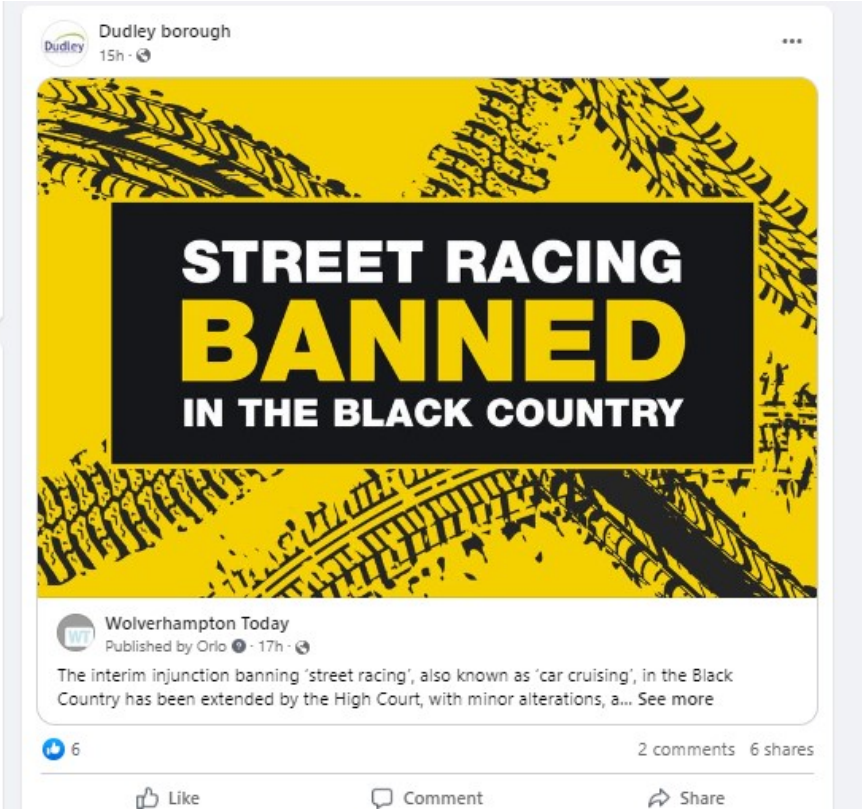 Dudley
Dudley borough
15h ·
STREET RACING
BANNED
IN THE BLACK COUNTRY
WT
Wolverhampton Today
Published by Orlo · 17h ·
The interim injunction banning ‘street racing’, also known as ‘car cruising’, in the Black
Country has been extended by the High Court, with minor alterations, a... See more
6
2 comments 6 shares
Like Comment Share